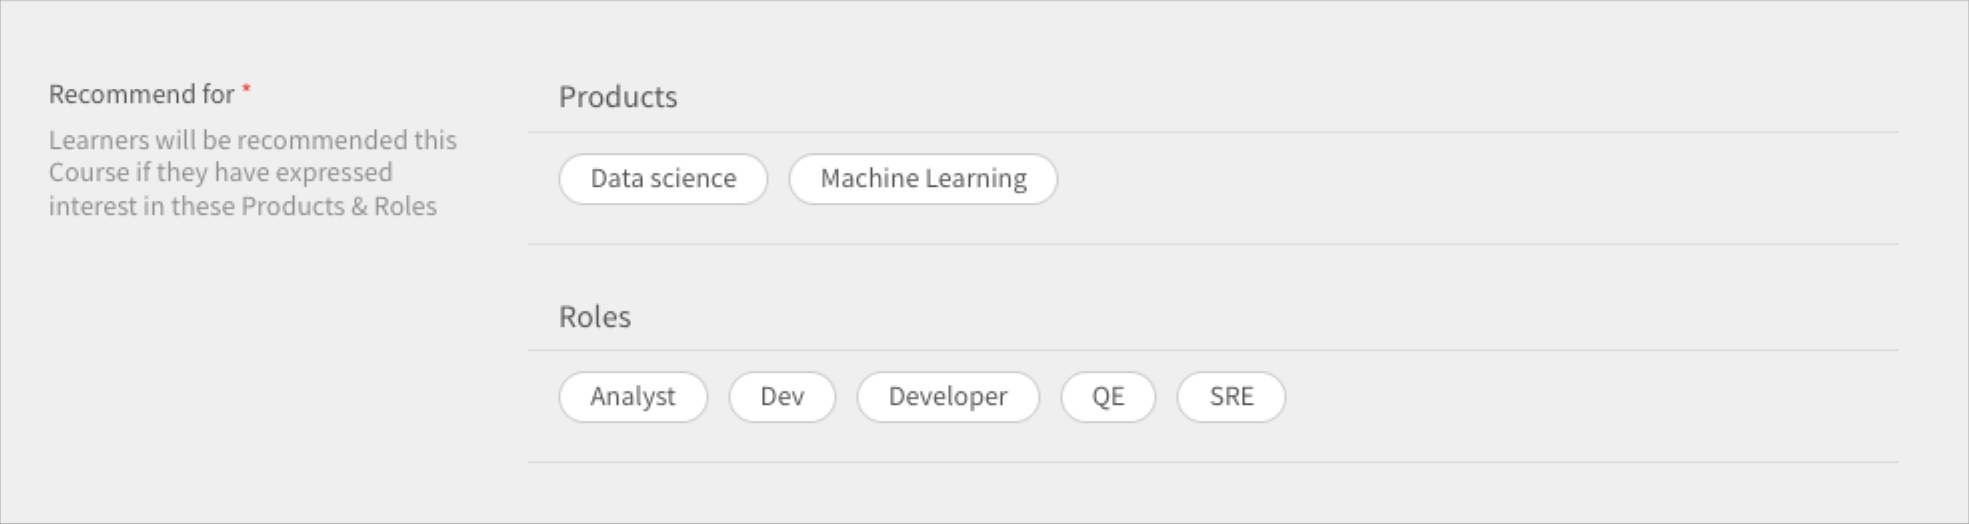 Recommend for *
Learners will be recommended this
Course if they have expressed
interest in these Products & Roles
Products
Data science
Machine Learning
Roles
Analyst
Dev
Developer
QE
SRE